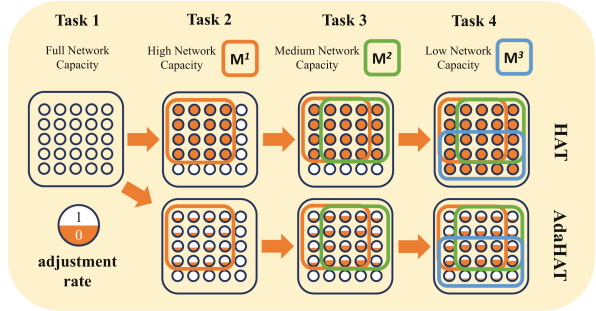 Task 1
Task 2
Task 3
Task 4
Full Network
Capacity
High Network
Capacity
M¹
Medium Network
Capacity
M²
Low Network
Capacity
M³
HAT
1
0
adjustment
rate
AdaHAT